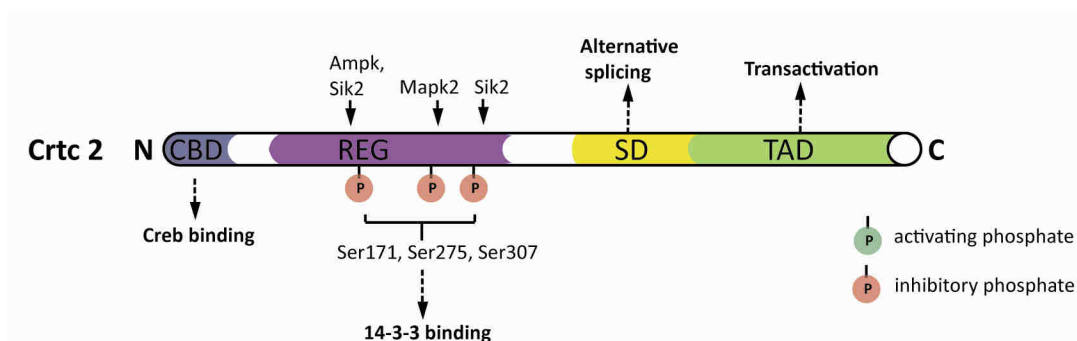 Alternative
splicing
Transactivation
Ampk,
Sik2
Mapk2
Sik2
Crtc 2
N
CBD
REG
SD
TAD
C
P
P
P
Creb binding
Ser171, Ser275, Ser307
14-3-3 binding
P activating phosphate
P inhibitory phosphate